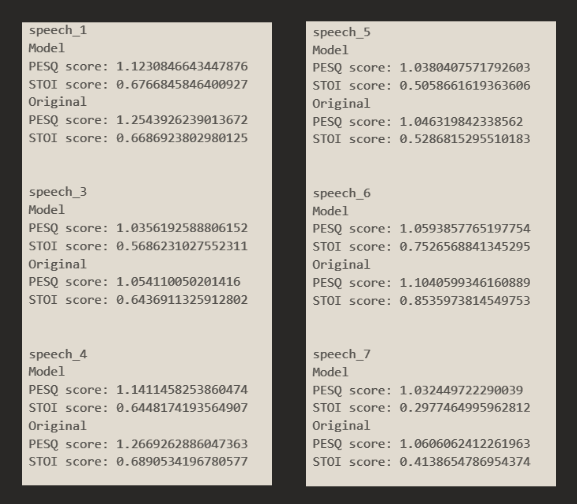 speech_1
Model
PESQ score: 1.1230846643447876
STOI score: 0.6766845846400927
Original
PESQ score: 1.2543926239013672
STOI score: 0.6686923802980125
speech_3
Model
PESQ score: 1.0356192588806152
STOI score: 0.5686231027552311
Original
PESQ score: 1.054110050201416
STOI score: 0.6436911325912802
speech_4
Model
PESQ score: 1.1411458253860474
STOI score: 0.6448174193564907
Original
PESQ score: 1.2669262886047363
STOI score: 0.6890534196780577
speech_5
Model
PESQ score: 1.0380407571792603
STOI score: 0.5058661619363606
Original
PESQ score: 1.046319842338562
STOI score: 0.5286815295510183
speech_6
Model
PESQ score: 1.0593857765197754
STOI score: 0.7526568841345295
Original
PESQ score: 1.1040599346160889
STOI score: 0.8535973814549753
speech_7
Model
PESQ score: 1.032449722290039
STOI score: 0.2977464995962812
Original
PESQ score: 1.0606062412261963
STOI score: 0.4138654786954374